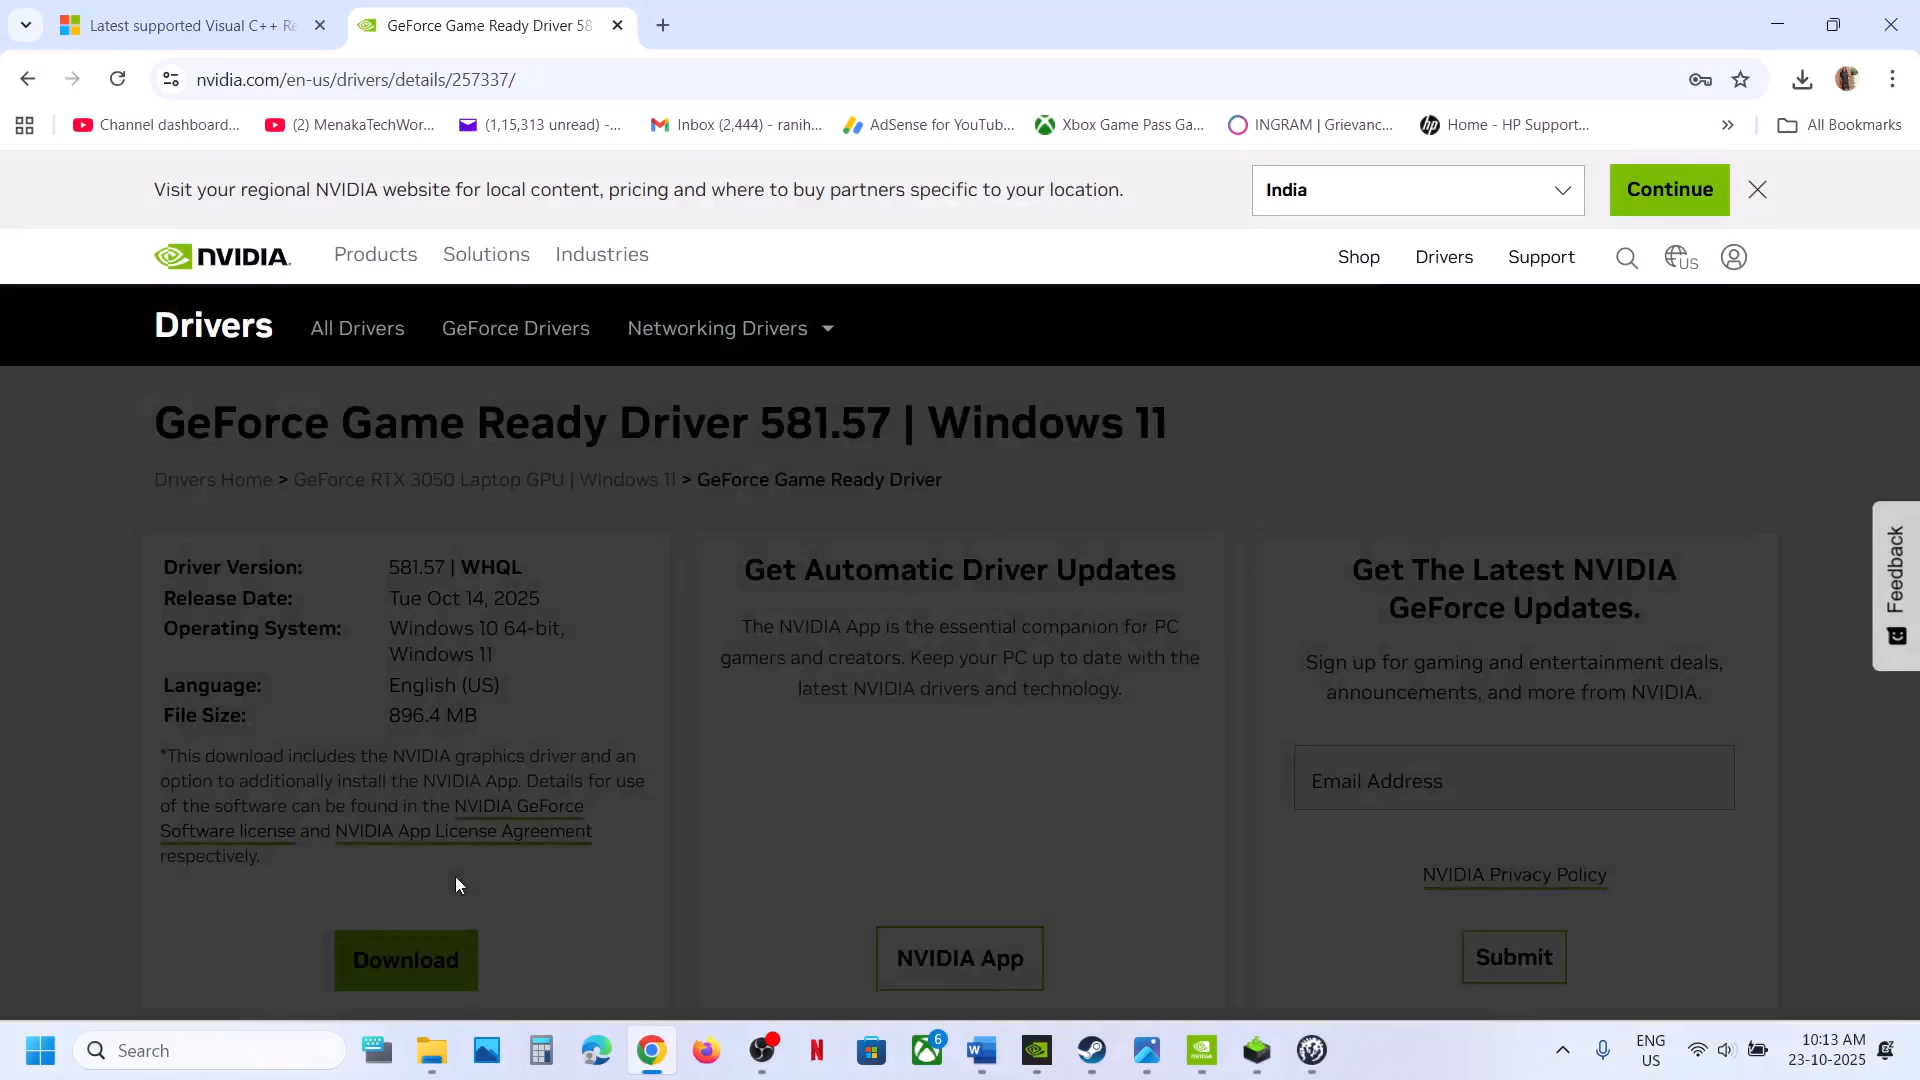 Latest supported Visual C++ Re
GeForce Game Ready Driver 58
nvidia.com/en-us/drivers/details/257337/
Channel dashboard...
(2) MenakaTechWor...
(1,15,313 unread) -...
Inbox (2,444) - ranih...
AdSense for YouTub...
Xbox Game Pass Ga...
INGRAM | Grievanc...
Home - HP Support...
»
All Bookmarks
Visit your regional NVIDIA website for local content, pricing and where to buy partners specific to your location.
India
Continue
NVIDIA.
Products
Solutions
Industries
Shop
Drivers
Support
US
Drivers
All Drivers
GeForce Drivers
Networking Drivers
GeForce Game Ready Driver 581.57 | Windows 11
Drivers Home > GeForce RTX 3050 Laptop GPU | Windows 11 > GeForce Game Ready Driver
Driver Version: 581.57 | WHQL
Release Date: Tue Oct 14, 2025
Operating System: Windows 10 64-bit,
Windows 11
Language: English (US)
File Size: 896.4 MB
*This download includes the NVIDIA graphics driver and an
option to additionally install the NVIDIA App. Details for use
of the software can be found in the NVIDIA GeForce
Software license and NVIDIA App License Agreement
respectively.
Download
Get Automatic Driver Updates
The NVIDIA App is the essential companion for PC
gamers and creators. Keep your PC up to date with the
latest NVIDIA drivers and technology.
NVIDIA App
Get The Latest NVIDIA
GeForce Updates.
Sign up for gaming and entertainment deals,
announcements, and more from NVIDIA.
Email Address
NVIDIA Privacy Policy
Submit
Feedback
Search
6
ENG
US
10:13 AM
23-10-2025